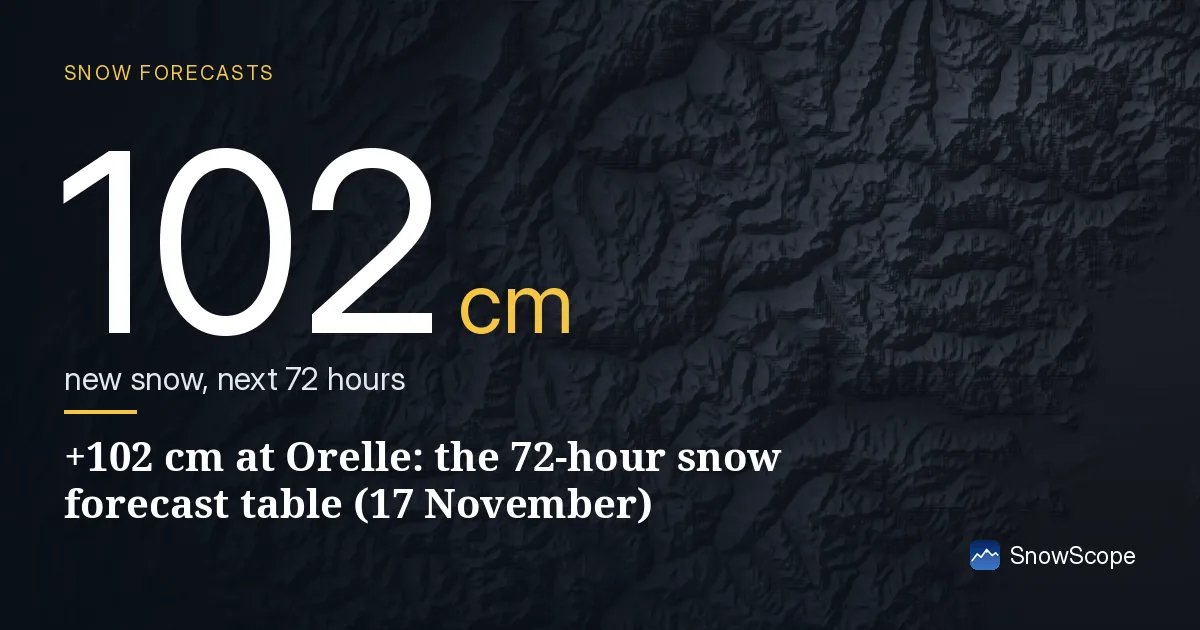 SNOW FORECASTS
102 cm
new snow, next 72 hours
+102 cm at Orelle: the 72-hour snow
forecast table (17 November)
SnowScope